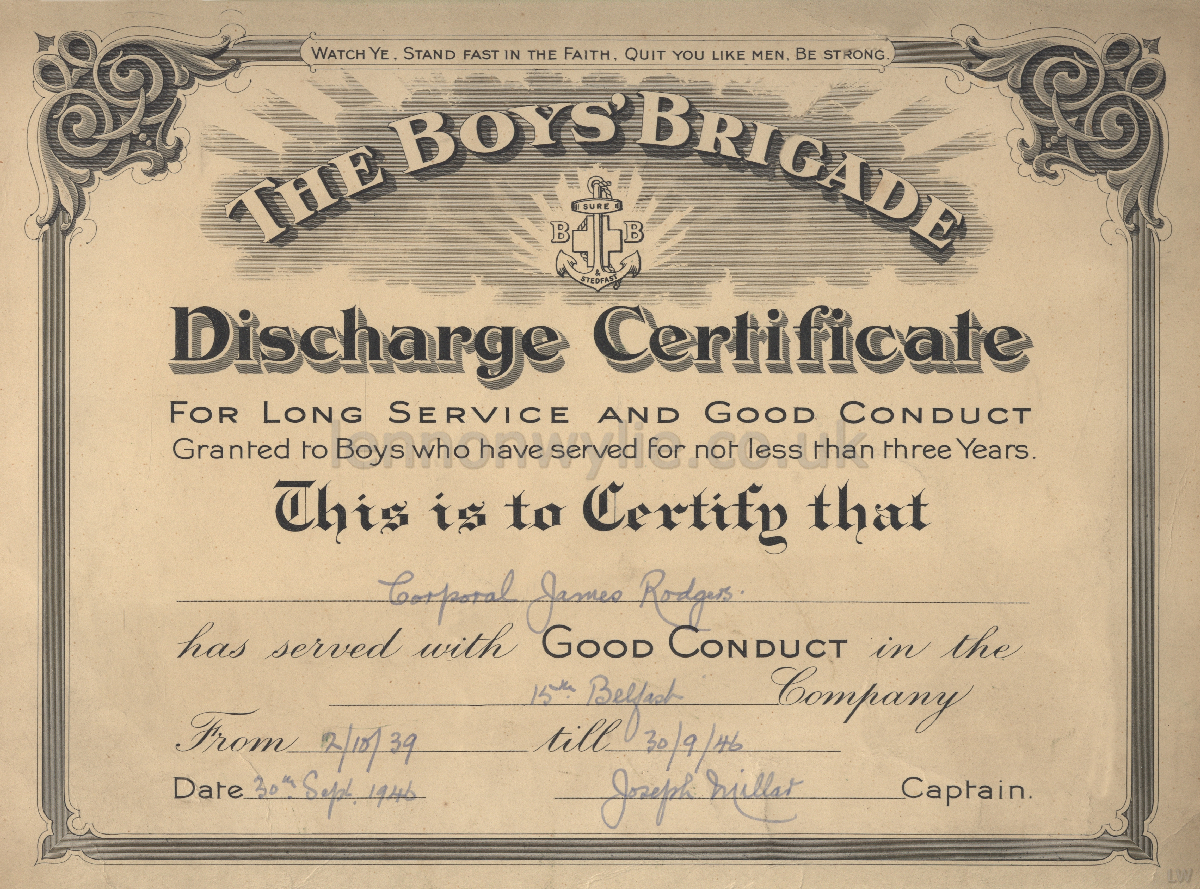 WATCH YE, STAND FAST IN THE FAITH, QUIT YOU LIKE MEN, BE STRONG.
THE BOYS' BRIGADE
SURE
B B
&
STEDFAST
Discharge Certificate
FOR LONG SERVICE AND GOOD CONDUCT
Granted to Boys who have served for not less than three Years.
lennonwylie.co.uk
This is to Certify that
Corporal James Rodgers.
has served with GOOD CONDUCT in the
15th Belfast Company
From 2/10/39 till 30/9/46
Date 30th Sept. 1946 Joseph Millar Captain.
LW